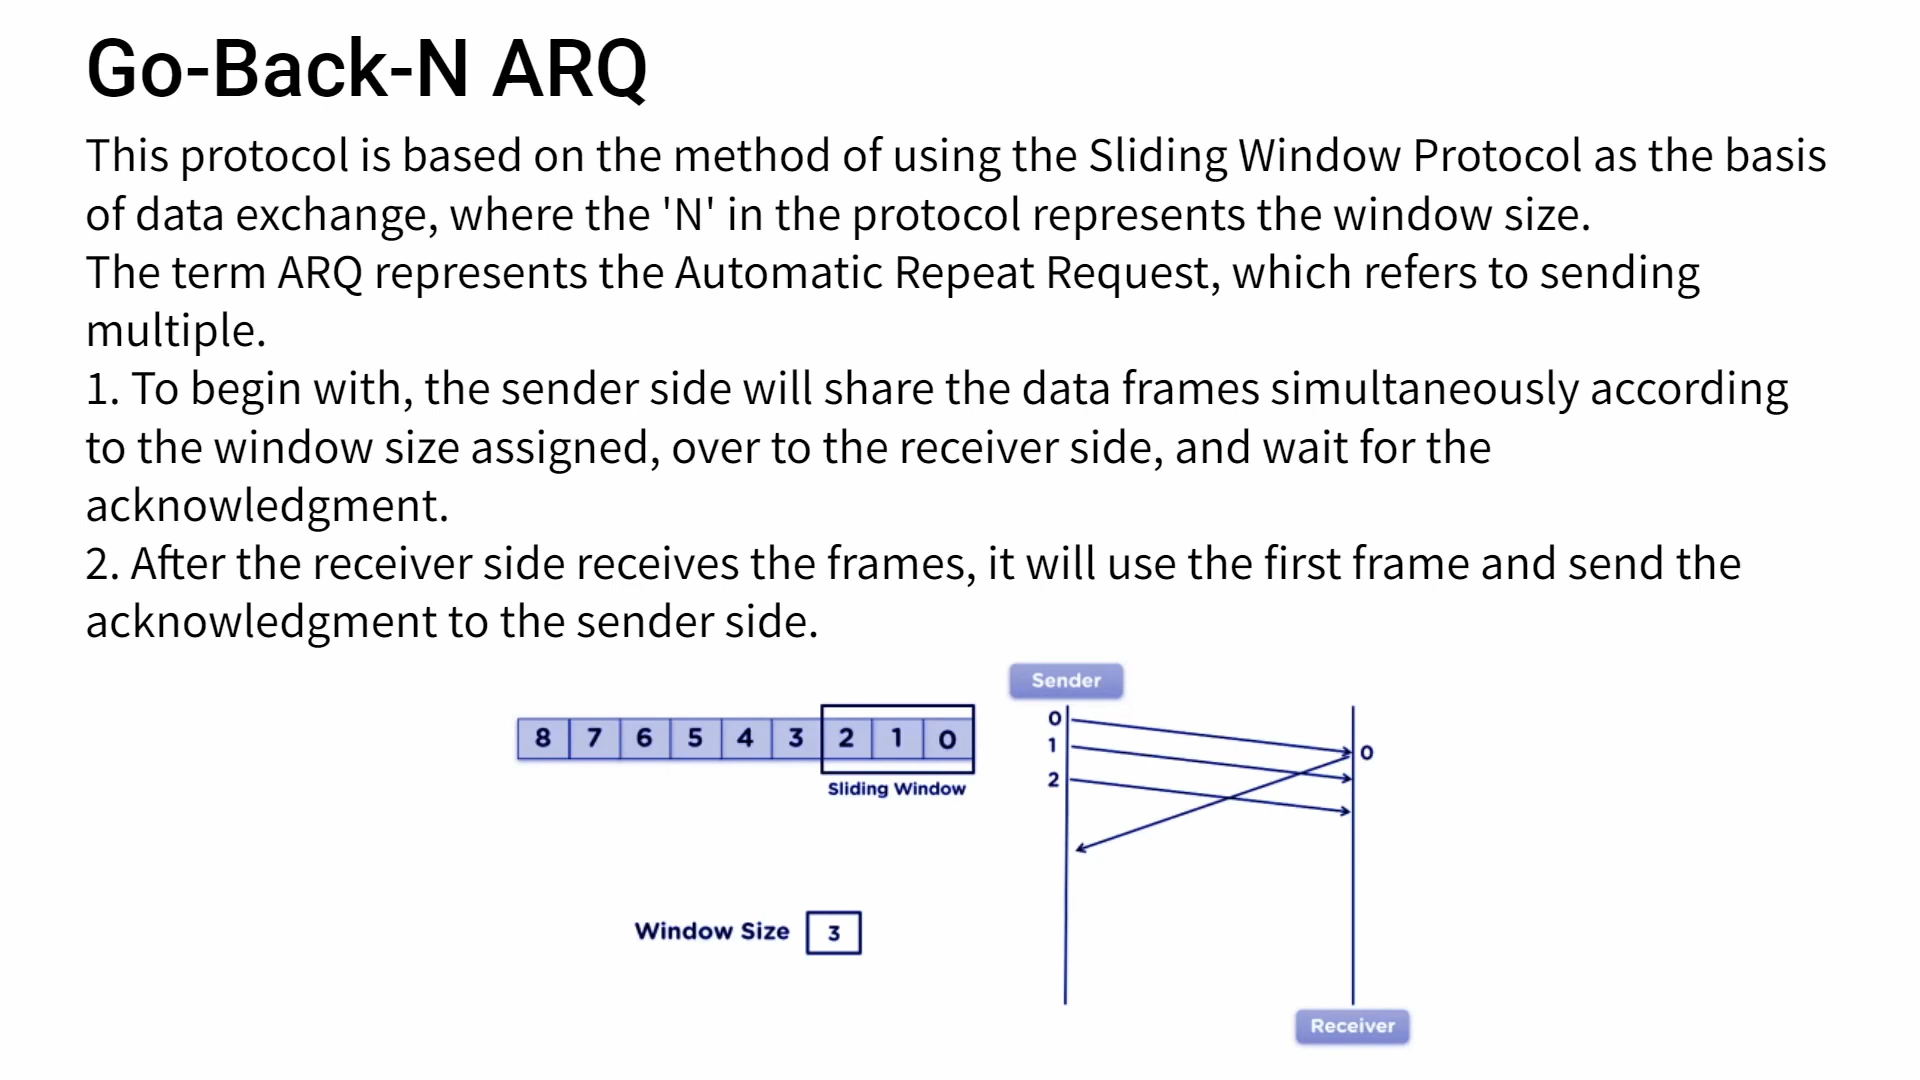 Go-Back-N ARQ
This protocol is based on the method of using the Sliding Window Protocol as the basis
of data exchange, where the 'N' in the protocol represents the window size.
The term ARQ represents the Automatic Repeat Request, which refers to sending
multiple.
1. To begin with, the sender side will share the data frames simultaneously according
to the window size assigned, over to the receiver side, and wait for the
acknowledgment.
2. After the receiver side receives the frames, it will use the first frame and send the
acknowledgment to the sender side.
8 7 6 5 4 3 2 1 0
Sliding Window
Window Size 3
Sender
0
1
2
0
Receiver